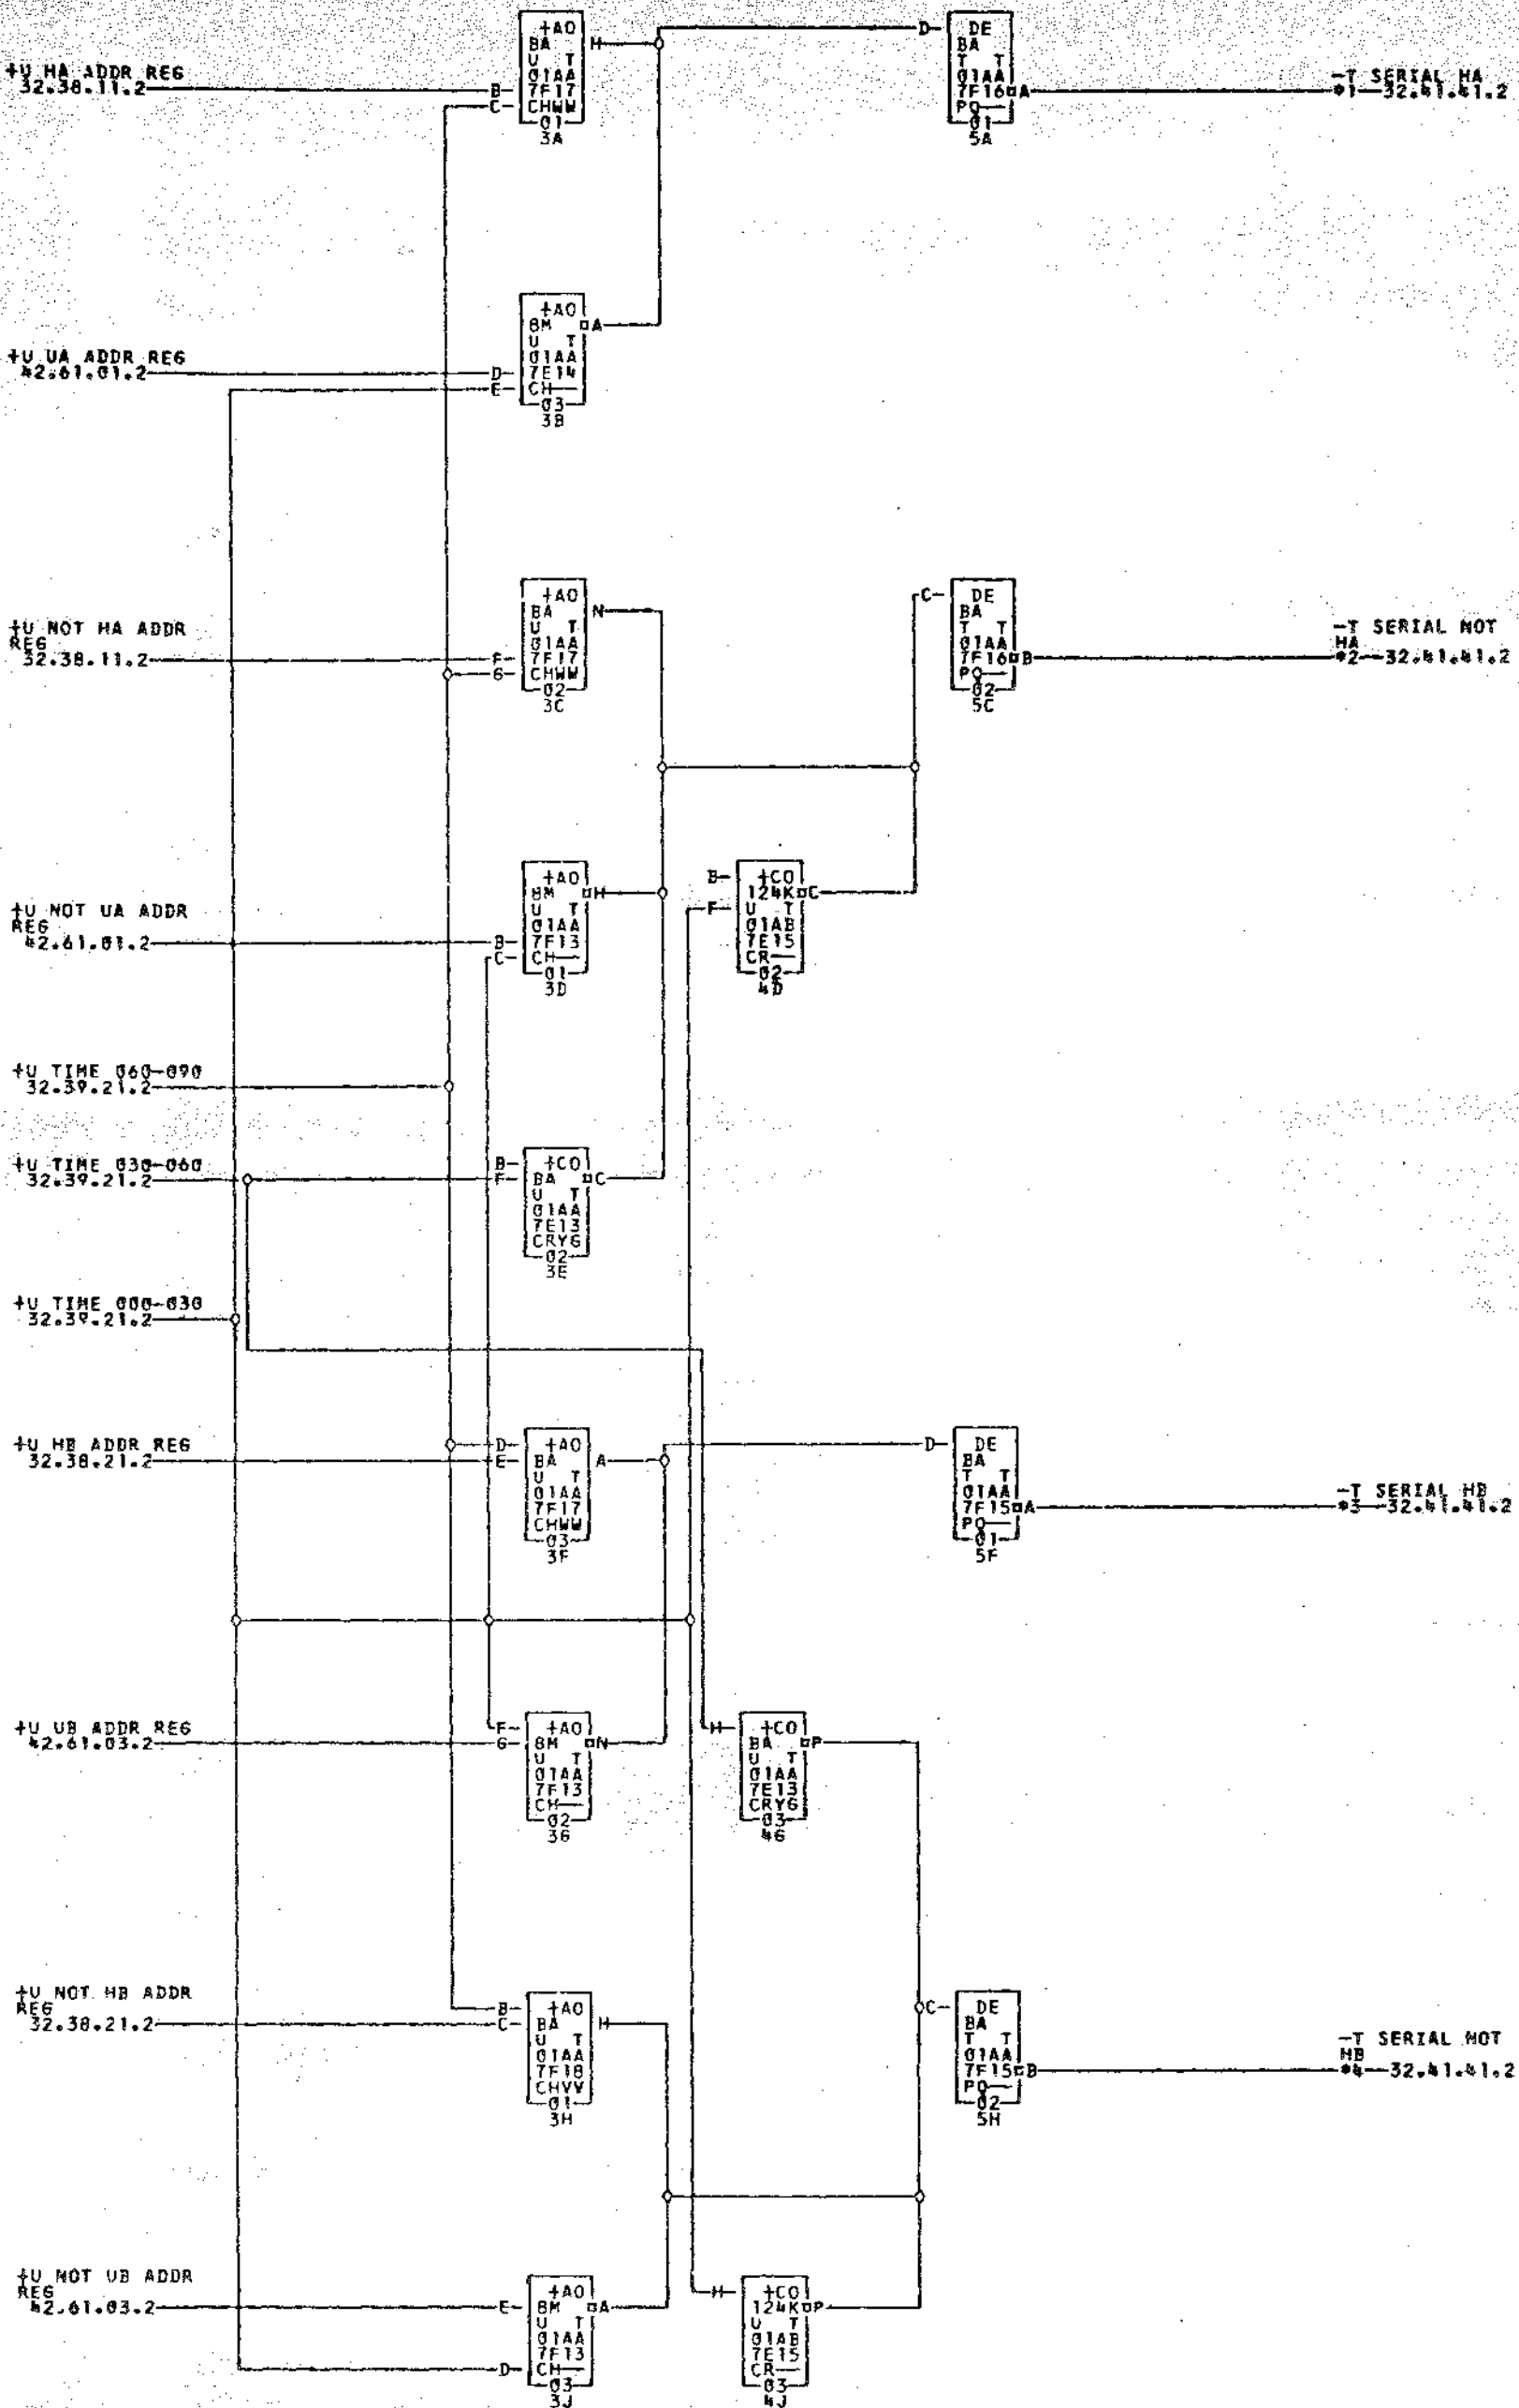 +AO
BA H
U T
01AA
B- 7F17
C- CHWW
01
3A
D- DE
BA
T T
01AA
7F16 A
PQ
01
5A
+U HA ADDR REG
32.38.11.2
-T SERIAL HA
*1—32.41.41.2
+AO
8M A
U T
01AA
D- 7E14
E- CH
03
3B
+U UA ADDR REG
42.61.01.2
+AO
BA N
U T
01AA
F- 7F17
G- CHWW
02
3C
C- DE
BA
T T
01AA
7F16 B
PQ
02
5C
+U NOT HA ADDR
REG
32.38.11.2
-T SERIAL NOT
HA
*2—32.41.41.2
+AO
8M H
U T
01AA
B- 7F13
C- CH
01
3D
B- +CO
124K C
F- U T
01AB
7E15
CR
02
4D
+U NOT UA ADDR
REG
42.61.01.2
+U TIME 060-090
32.39.21.2
+U TIME 030-060
32.39.21.2
B- +CO
F- BA C
U T
01AA
7E13
CRYG
02
3E
+U TIME 000-030
32.39.21.2
+U HB ADDR REG
32.38.21.2
D- +AO
E- BA A
U T
01AA
7F17
CHWW
03
3F
D- DE
BA
T T
01AA
7F15 A
PQ
01
5F
-T SERIAL HB
*3—32.41.41.2
+U UB ADDR REG
42.61.03.2
F- +AO
G- 8M N
U T
01AA
7F13
CH
02
3G
H- +CO
BA P
U T
01AA
7E13
CRYG
03
4G
+U NOT HB ADDR
REG
32.38.21.2
B- +AO
C- BA H
U T
01AA
7F18
CHVV
01
3H
C- DE
BA
T T
01AA
7F15 B
PQ
02
5H
-T SERIAL NOT
HB
*4—32.41.41.2
+U NOT UB ADDR
REG
42.61.03.2
+AO
E- 8M A
U T
01AA
7F13
D- CH
03
3J
H- +CO
124K P
U T
01AB
7E15
CR
03
4J